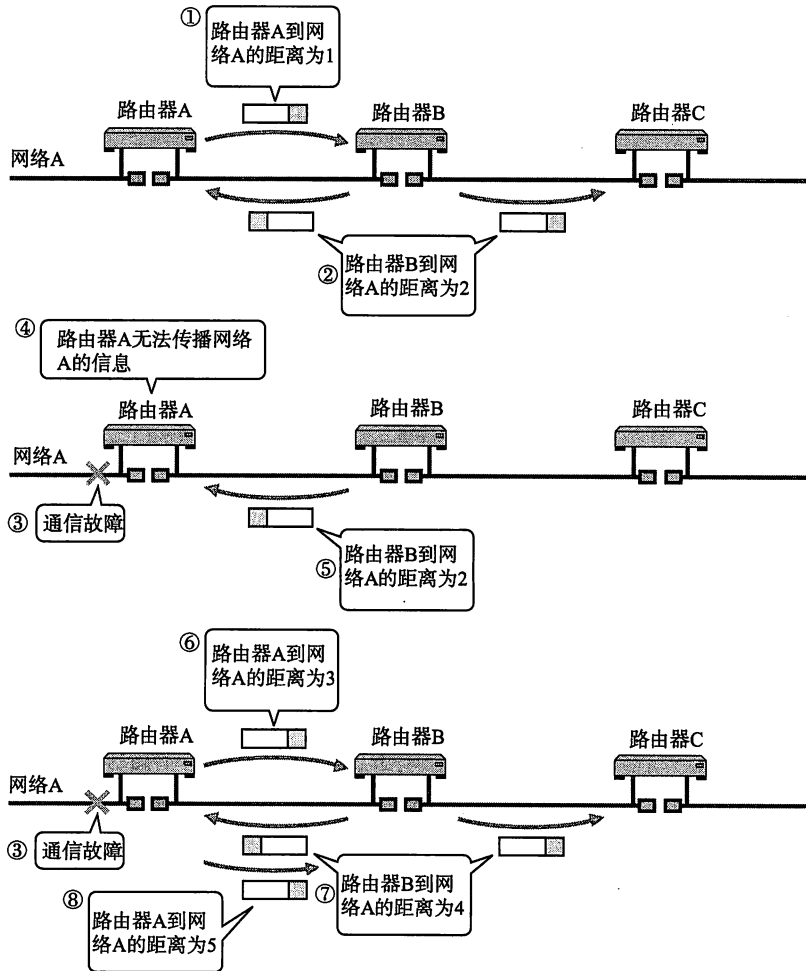 ①
路由器A到网
络A的距离为1
路由器A
路由器B
路由器C
网络A
②
路由器B到网
络A的距离为2
④
路由器A无法传播网络
A的信息
路由器A
路由器B
路由器C
网络A
③
通信故障
⑤
路由器B到网
络A的距离为2
⑥
路由器A到网
络A的距离为3
路由器A
路由器B
路由器C
网络A
③
通信故障
⑦
路由器B到网
络A的距离为4
⑧
路由器A到网
络A的距离为5